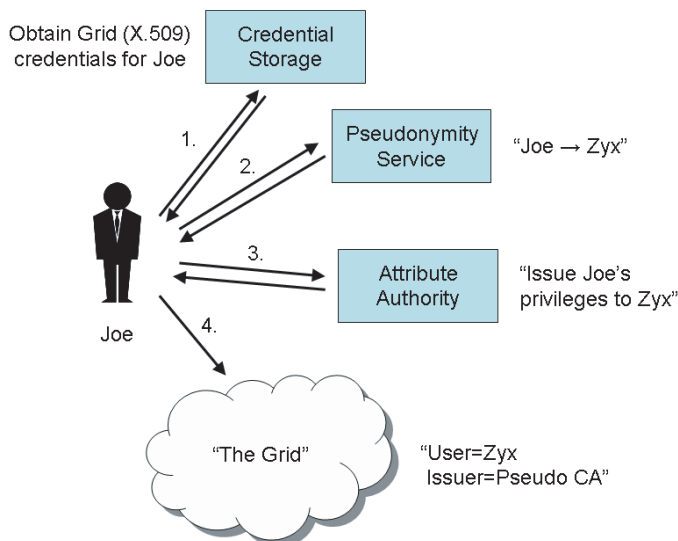 Obtain Grid (X.509)
credentials for Joe
Credential
Storage
1.
Pseudonymity
Service
2.
“Joe → Zyx”
3.
Attribute
Authority
“Issue Joe’s
privileges to Zyx”
Joe
4.
“The Grid”
“User=Zyx
Issuer=Pseudo CA”